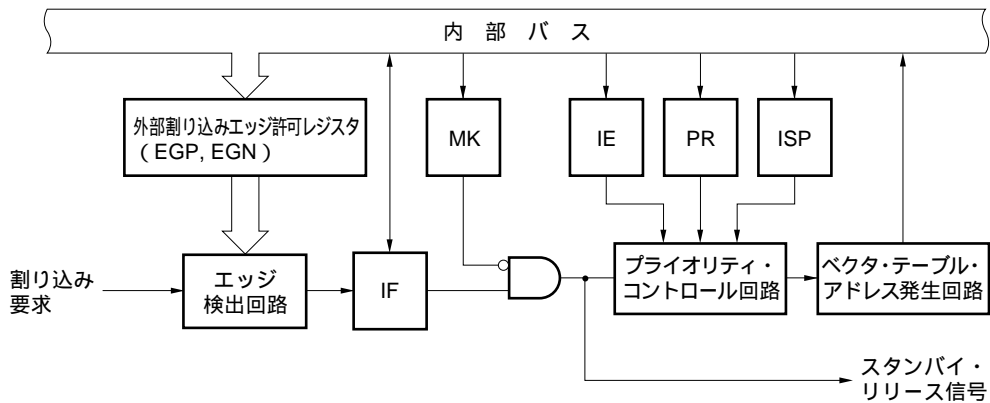 内部バス
外部割り込みエッジ許可レジスタ
(EGP, EGN)
MK
IE
PR
ISP
割り込み
要求
エッジ
検出回路
IF
プライオリティ・
コントロール回路
ベクタ・テーブル・
アドレス発生回路
スタンバイ・
リリース信号